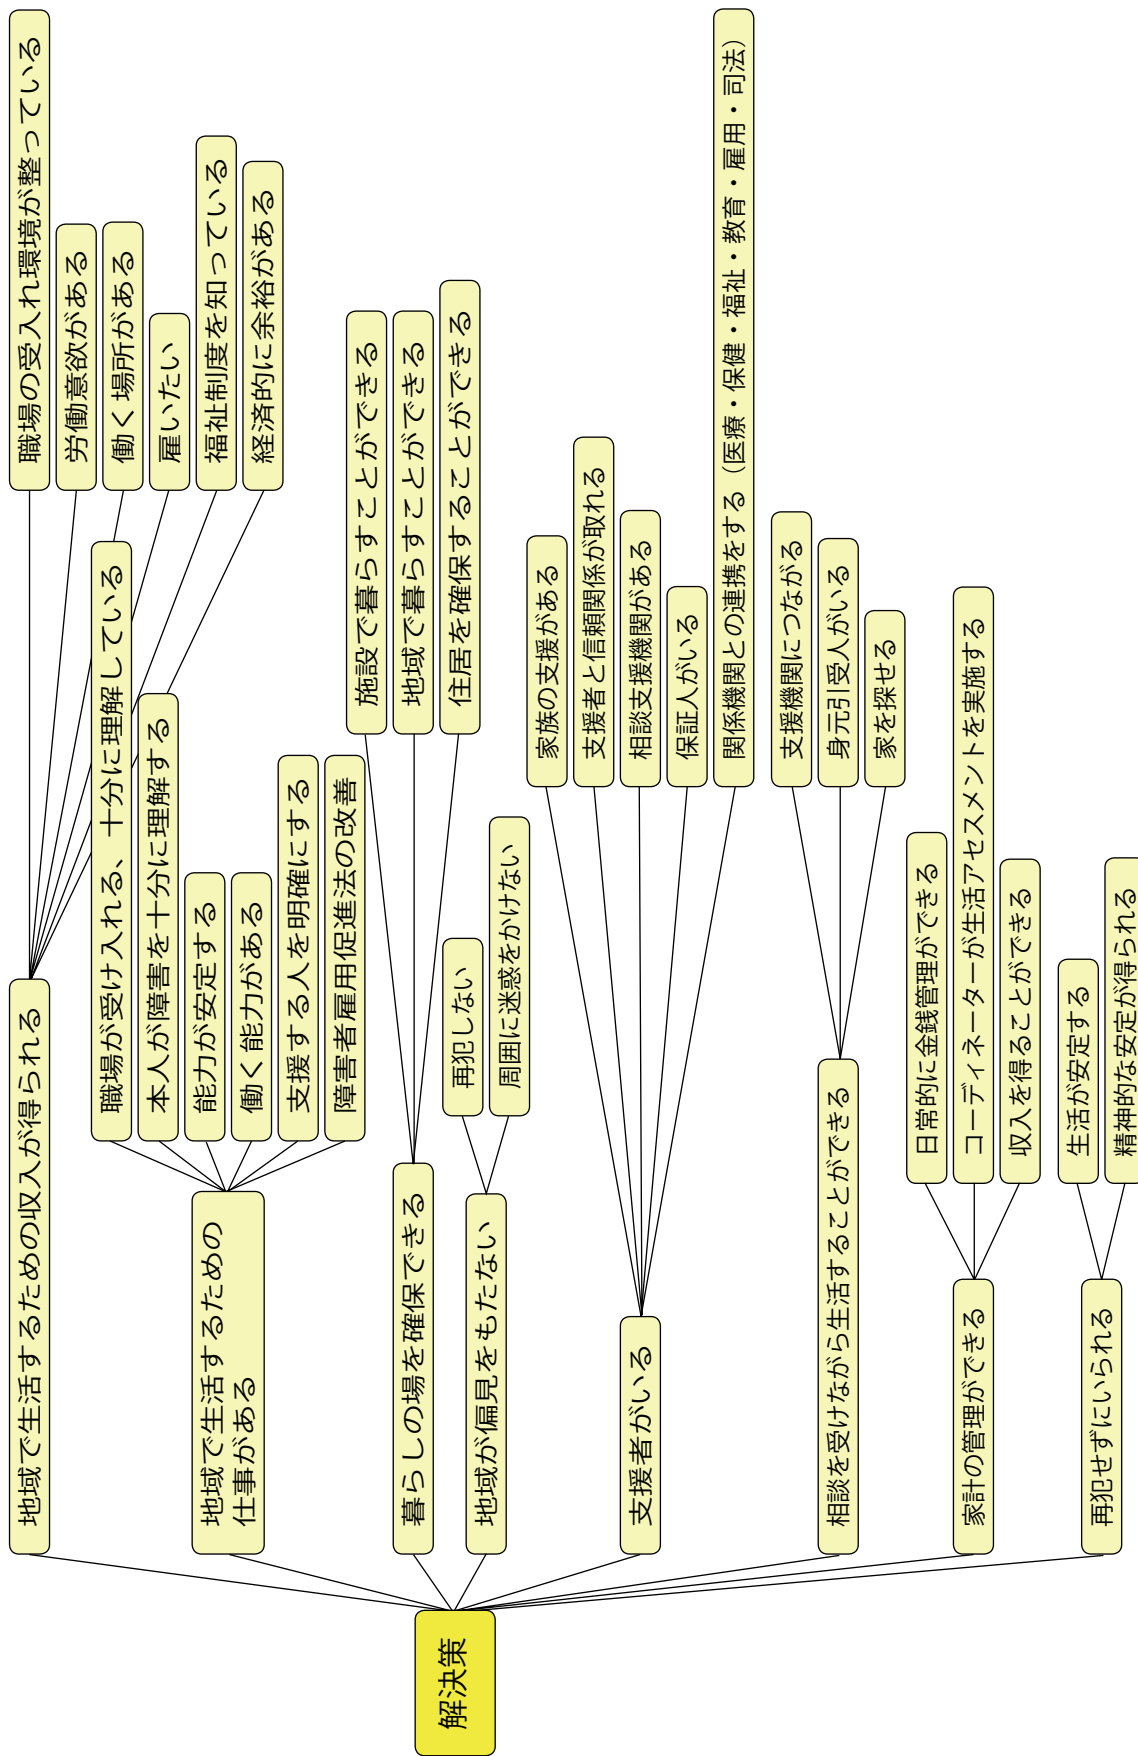 解決策
地域で生活するための収入が得られる
職場の受入れ環境が整っている
労働意欲がある
働く場所がある
雇いたい
福祉制度を知っている
経済的に余裕がある
地域で生活するための
仕事がある
職場が受け入れる、十分に理解している
本人が障害を十分に理解する
能力が安定する
働く能力がある
支援する人を明確にする
障害者雇用促進法の改善
暮らしの場を確保できる
施設で暮らすことができる
地域で暮らすことができる
住居を確保することができる
地域が偏見をもたない
再犯しない
周囲に迷惑をかけない
支援者がいる
家族の支援がある
支援者と信頼関係が取れる
相談支援機関がある
保証人がいる
関係機関との連携をする（医療・保健・福祉・教育・雇用・司法）
相談を受けながら生活することができる
支援機関につながる
身元引受人がいる
家を探せる
家計の管理ができる
日常的に金銭管理ができる
コーディネーターが生活アセスメントを実施する
収入を得ることができる
再犯せずにいられる
生活が安定する
精神的な安定が得られる